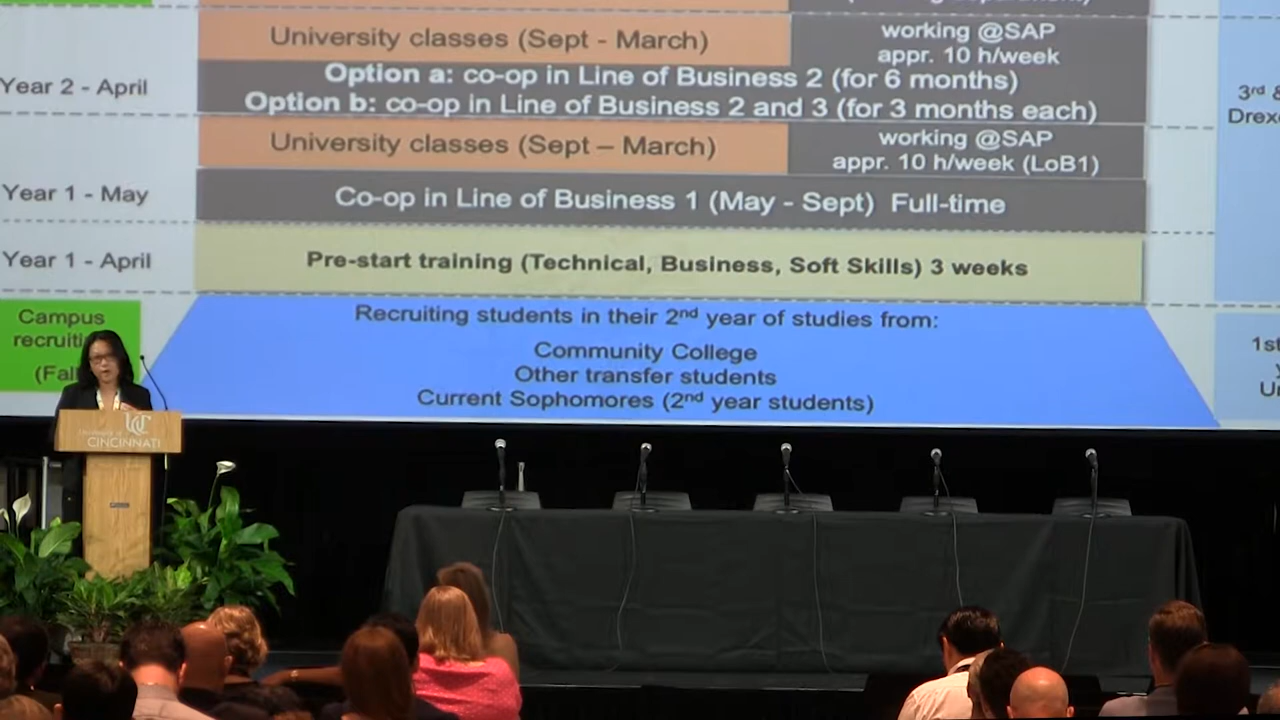 University classes (Sept - March)
working @SAP
appr. 10 h/week
Year 2 - April
Option a: co-op in Line of Business 2 (for 6 months)
Option b: co-op in Line of Business 2 and 3 (for 3 months each)
3rd &
University classes (Sept – March)
working @SAP
appr. 10 h/week (LoB1)
Year 1 - May
Co-op in Line of Business 1 (May - Sept) Full-time
Year 1 - April
Pre-start training (Technical, Business, Soft Skills) 3 weeks
Campus
Recruiting students in their 2nd year of studies from:
Community College
Other transfer students
Current Sophomores (2nd year students)
1st
UC
CINCINNATI